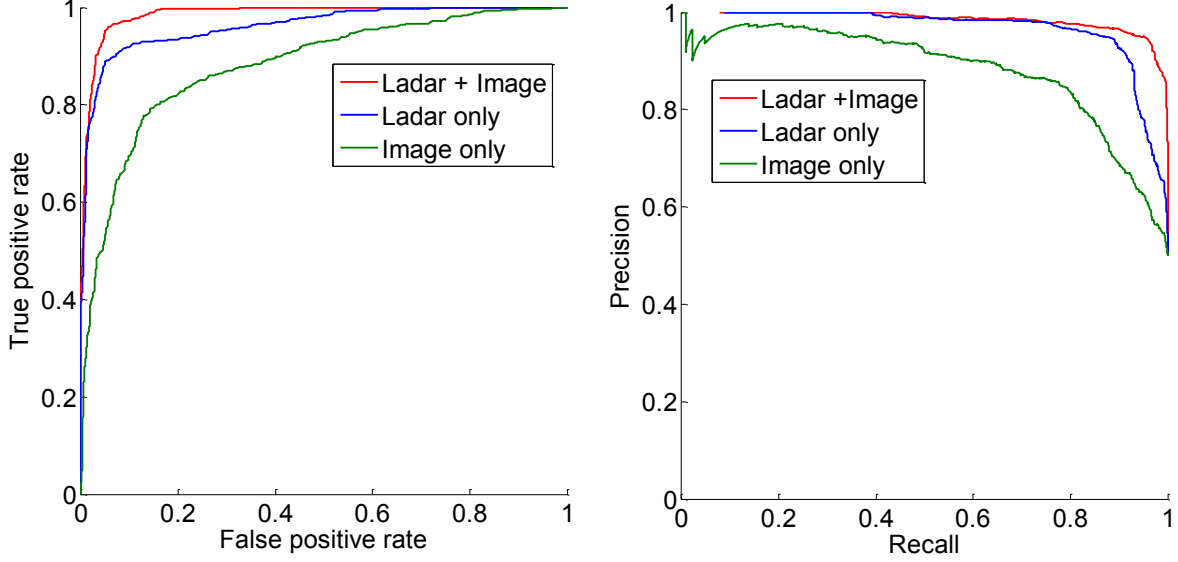 1
0.8
0.6
0.4
0.2
0
0 0.2 0.4 0.6 0.8 1
True positive rate
False positive rate
Ladar + Image
Ladar only
Image only
1
0.8
0.6
0.4
0.2
0
0 0.2 0.4 0.6 0.8 1
Precision
Recall
Ladar +Image
Ladar only
Image only